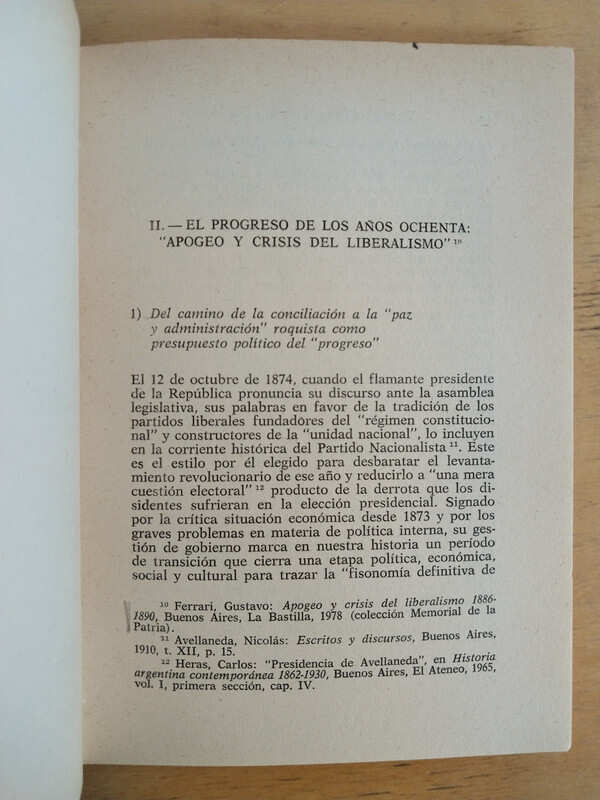 II. — EL PROGRESO DE LOS AÑOS OCHENTA:
"APOGEO Y CRISIS DEL LIBERALISMO" ¹⁰
1) Del camino de la conciliación a la "paz
y administración" roquista como
presupuesto político del "progreso"
El 12 de octubre de 1874, cuando el flamante presidente
de la República pronuncia su discurso ante la asamblea
legislativa, sus palabras en favor de la tradición de los
partidos liberales fundadores del "régimen constitucio-
nal" y constructores de la "unidad nacional", lo incluyen
en la corriente histórica del Partido Nacionalista ¹¹. Este
es el estilo por él elegido para desbaratar el levanta-
miento revolucionario de ese año y reducirlo a "una mera
cuestión electoral" ¹² producto de la derrota que los di-
sidentes sufrieran en la elección presidencial. Signado
por la crítica situación económica desde 1873 y por los
graves problemas en materia de política interna, su ges-
tión de gobierno marca en nuestra historia un período
de transición que cierra una etapa política, económica,
social y cultural para trazar la "fisonomía definitiva de
¹⁰ Ferrari, Gustavo: Apogeo y crisis del liberalismo 1886-
1890, Buenos Aires, La Bastilla, 1978 (colección Memorial de la
Patria).
¹¹ Avellaneda, Nicolás: Escritos y discursos, Buenos Aires,
1910, t. XII, p. 15.
¹² Heras, Carlos: "Presidencia de Avellaneda", en Historia
argentina contemporánea 1862-1930, Buenos Aires, El Ateneo, 1965,
vol. I, primera sección, cap. IV.